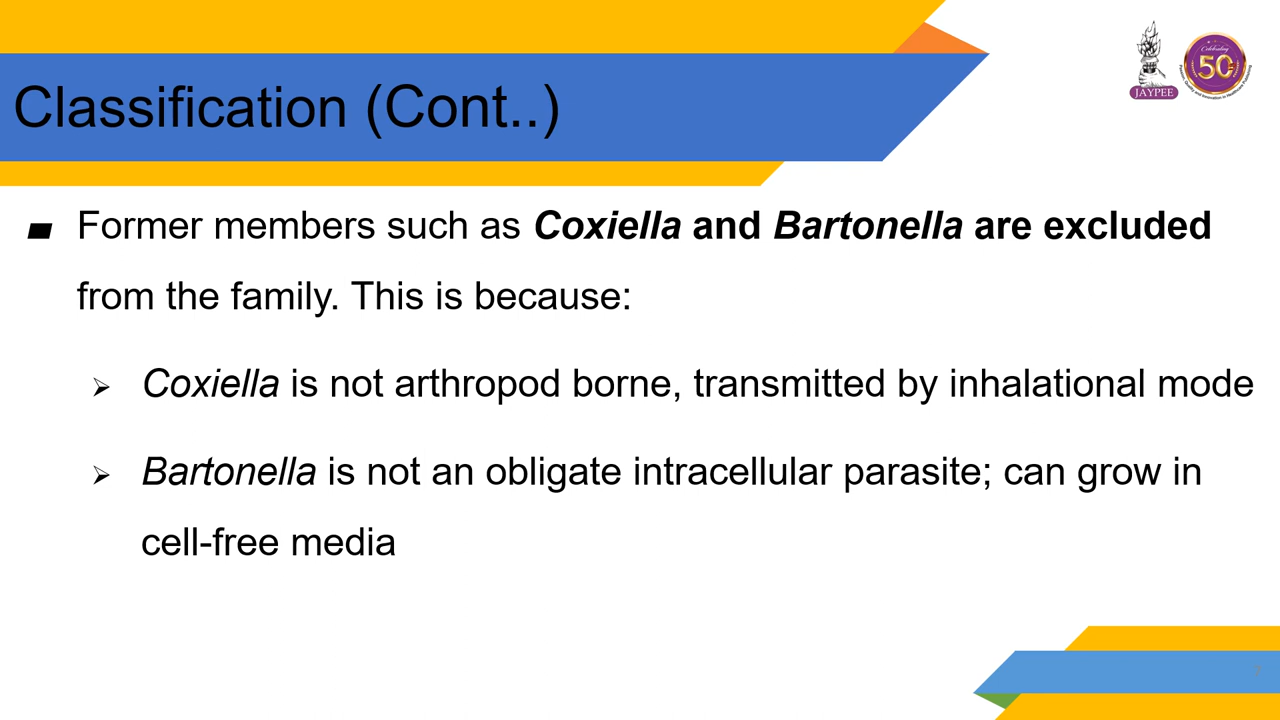 JAYPEE
Celebrating
50
Classification (Cont..)
Former members such as Coxiella and Bartonella are excluded
from the family. This is because:
Coxiella is not arthropod borne, transmitted by inhalational mode
Bartonella is not an obligate intracellular parasite; can grow in
cell-free media